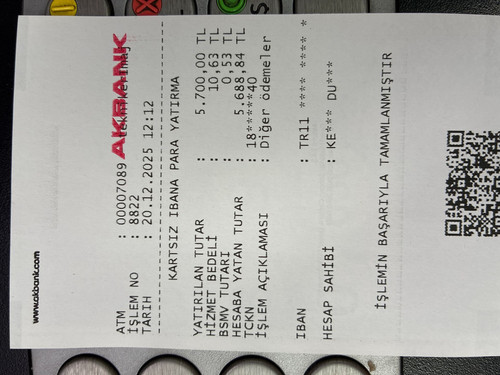 AKBANK
www.akbank.com
ATM : 00007089
İŞLEM NO : 8822
TARİH : 20.12.2025 12:12
KARTSIZ IBANA PARA YATIRMA
YATIRILAN TUTAR : 5.700,00 TL
HİZMET BEDELİ : 10,63 TL
BSMV TUTARI : 0,53 TL
HESABA YATAN TUTAR : 5.688,84 TL
TCKN : 18*****40
İŞLEM AÇIKLAMASI : Diğer ödemeler
IBAN : TR11 **** **** *
HESAP SAHİBİ : KE*** DU***
İŞLEMİN BAŞARIYLA TAMAMLANMIŞTIR